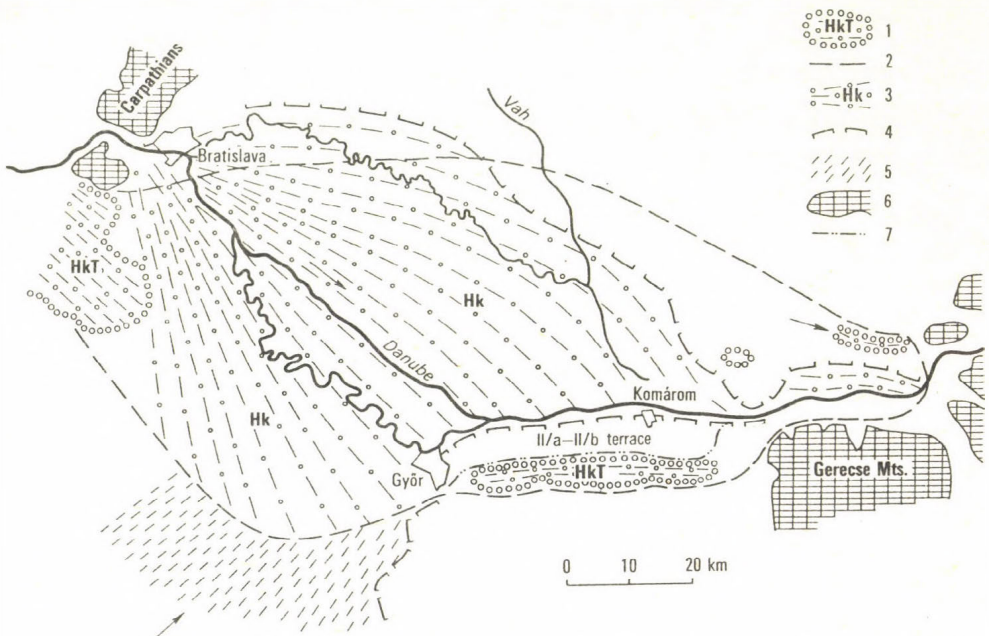 HkT 1
2
Hk 3
4
5
6
7
Carpathians
Vah
Bratislava
HkT
Hk
Danube
Hk
Komárom
II/a–II/b terrace
Győr
HkT
Gerecse Mts.
0 10 20 km